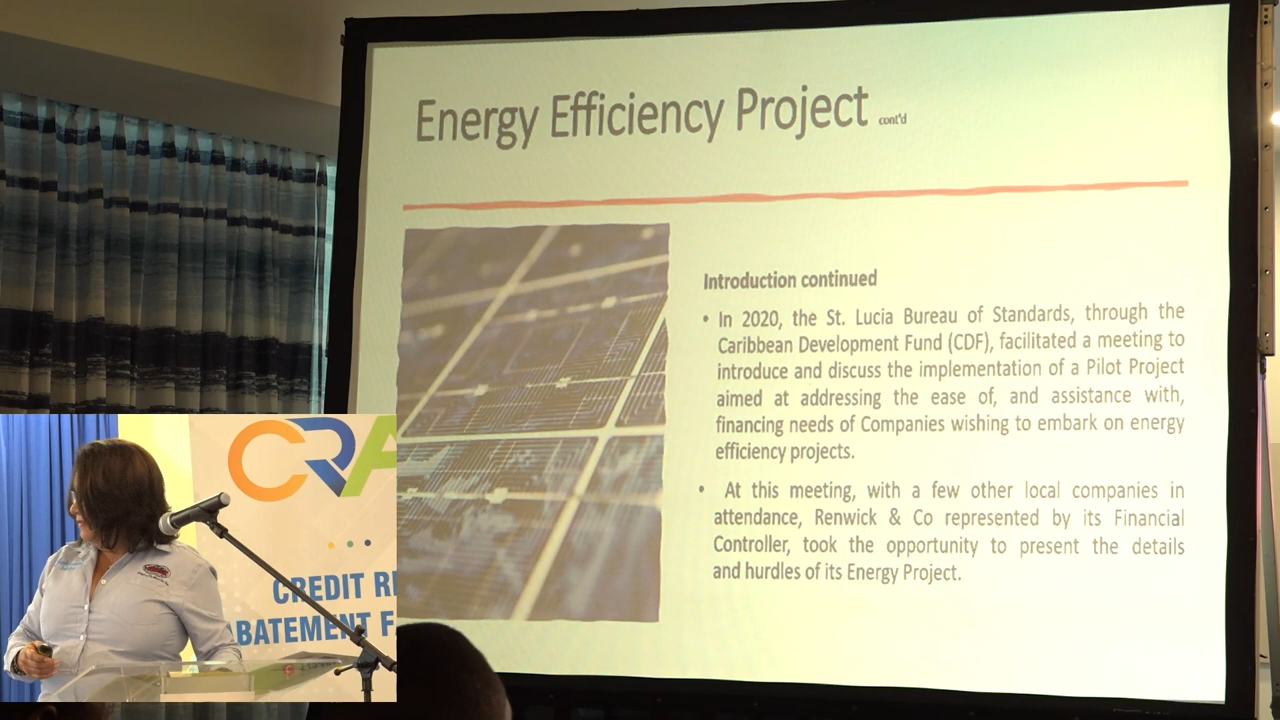 Energy Efficiency Project cont'd
Introduction continued
• In 2020, the St. Lucia Bureau of Standards, through the
Caribbean Development Fund (CDF), facilitated a meeting to
introduce and discuss the implementation of a Pilot Project
aimed at addressing the ease of, and assistance with,
financing needs of Companies wishing to embark on energy
efficiency projects.
• At this meeting, with a few other local companies in
attendance, Renwick & Co represented by its Financial
Controller, took the opportunity to present the details
and hurdles of its Energy Project.
CRA
CREDIT RI
BATEMENT F